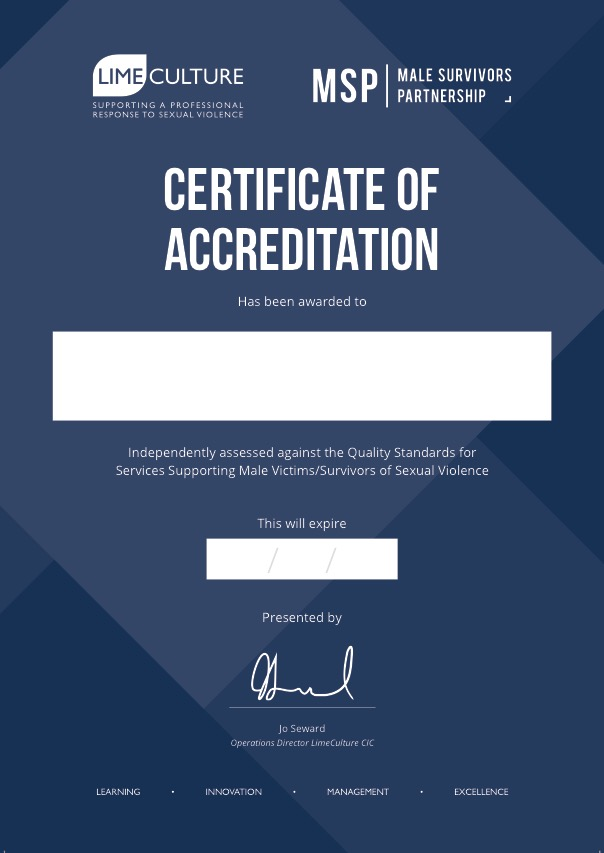 LIMECULTURE
SUPPORTING A PROFESSIONAL
RESPONSE TO SEXUAL VIOLENCE
MSP
MALE SURVIVORS
PARTNERSHIP
CERTIFICATE OF
ACCREDITATION
Has been awarded to
Independently assessed against the Quality Standards for
Services Supporting Male Victims/Survivors of Sexual Violence
This will expire
/ /
Presented by
Jo Seward
Operations Director LimeCulture CIC
LEARNING • INNOVATION • MANAGEMENT • EXCELLENCE